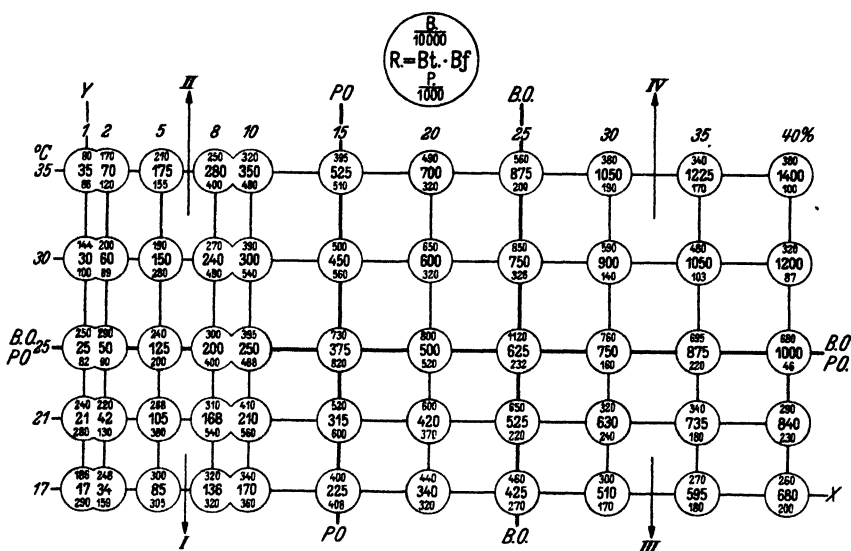 B.
10000
R.=Bt.·Bf
P.
1000
Y II PO B.O. IV
1 2 5 8 10 15 20 25 30 35 40%
°C
80 170 210 250 320 395 490 560 380 340 380
35 35 70 175 280 350 525 700 875 1050 1225 1400
86 120 155 400 480 510 320 200 190 170 100
144 200 190 270 390 500 650 850 590 480 320
30 30 60 150 240 300 450 600 750 900 1050 1200
100 89 280 480 540 560 320 326 140 103 87
250 290 240 300 395 730 800 1120 760 695 680
B.O. 25 25 50 125 200 250 375 500 625 750 875 1000 B.O
PO PO.
82 90 200 400 488 820 520 232 160 220 46
240 220 288 310 410 520 600 650 320 340 290
21 21 42 105 168 210 315 420 525 630 735 840
280 130 380 540 560 600 370 220 240 180 230
186 248 300 320 340 400 440 460 300 270 260
17 17 34 85 136 170 225 340 425 510 595 680 X
290 159 305 320 360 408 320 270 170 180 200
I PO B.O. III